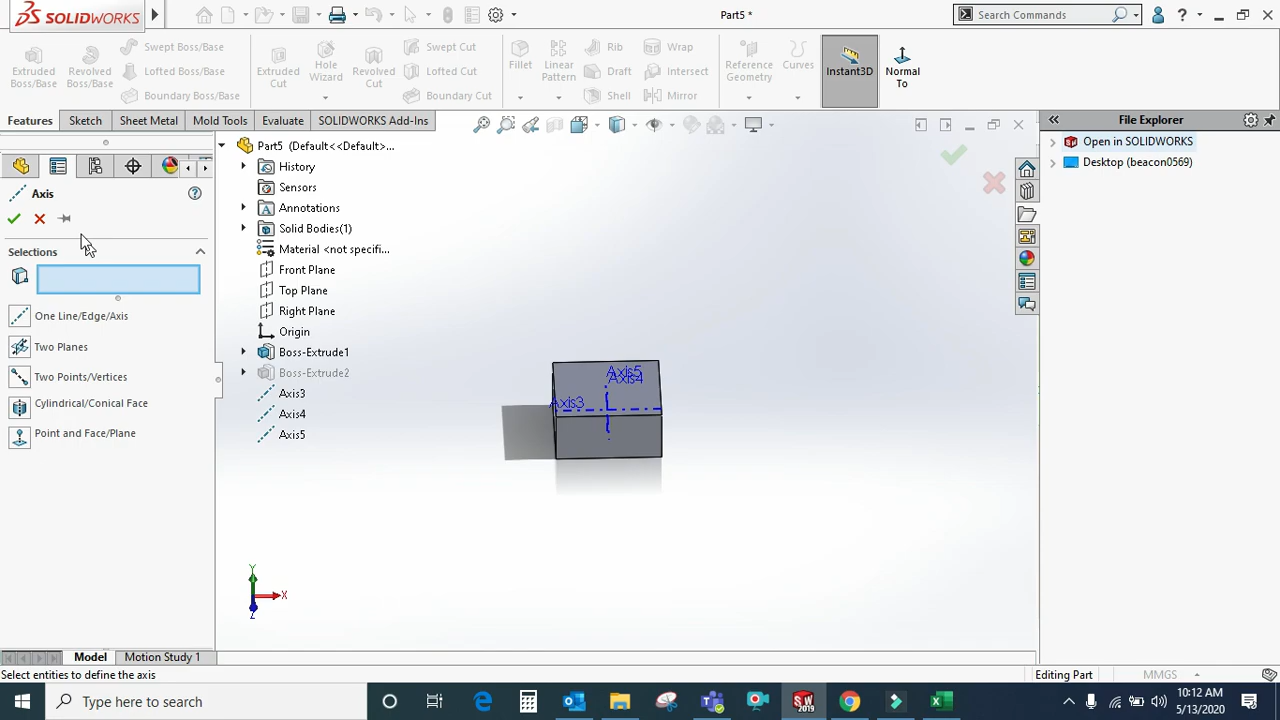 SOLIDWORKS
Part5 *
Search Commands
Extruded Boss/Base
Revolved Boss/Base
Swept Boss/Base
Lofted Boss/Base
Boundary Boss/Base
Extruded Cut
Hole Wizard
Revolved Cut
Swept Cut
Lofted Cut
Boundary Cut
Fillet
Linear Pattern
Rib
Draft
Shell
Wrap
Intersect
Mirror
Reference Geometry
Curves
Instant3D
Normal To
Features
Sketch
Sheet Metal
Mold Tools
Evaluate
SOLIDWORKS Add-Ins
File Explorer
Open in SOLIDWORKS
Desktop (beacon0569)
Axis
Selections
One Line/Edge/Axis
Two Planes
Two Points/Vertices
Cylindrical/Conical Face
Point and Face/Plane
Part5 (Default<<Default>...
History
Sensors
Annotations
Solid Bodies(1)
Material <not specifi...
Front Plane
Top Plane
Right Plane
Origin
Boss-Extrude1
Boss-Extrude2
Axis3
Axis4
Axis5
Axis5
Axis4
Axis3
Y
X
Z
Model
Motion Study 1
Select entities to define the axis
Editing Part
MMGS
Type here to search
SW
2019
10:12 AM
5/13/2020